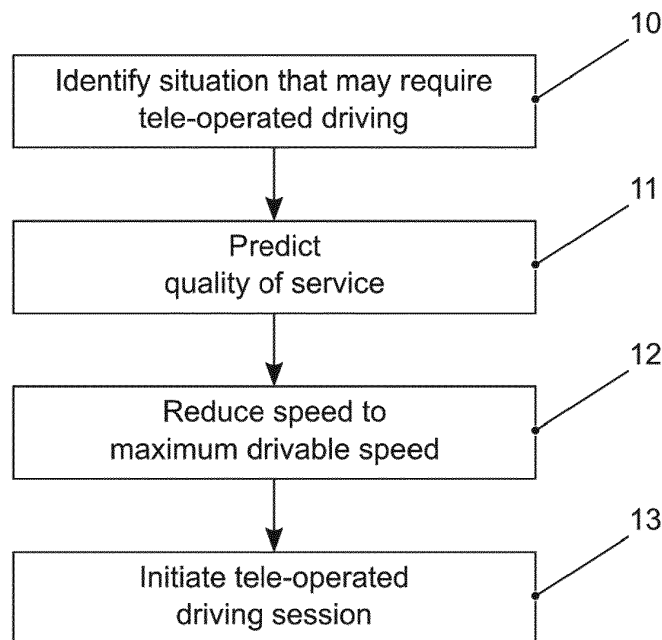 10
Identify situation that may require
tele-operated driving
11
Predict
quality of service
12
Reduce speed to
maximum drivable speed
13
Initiate tele-operated
driving session